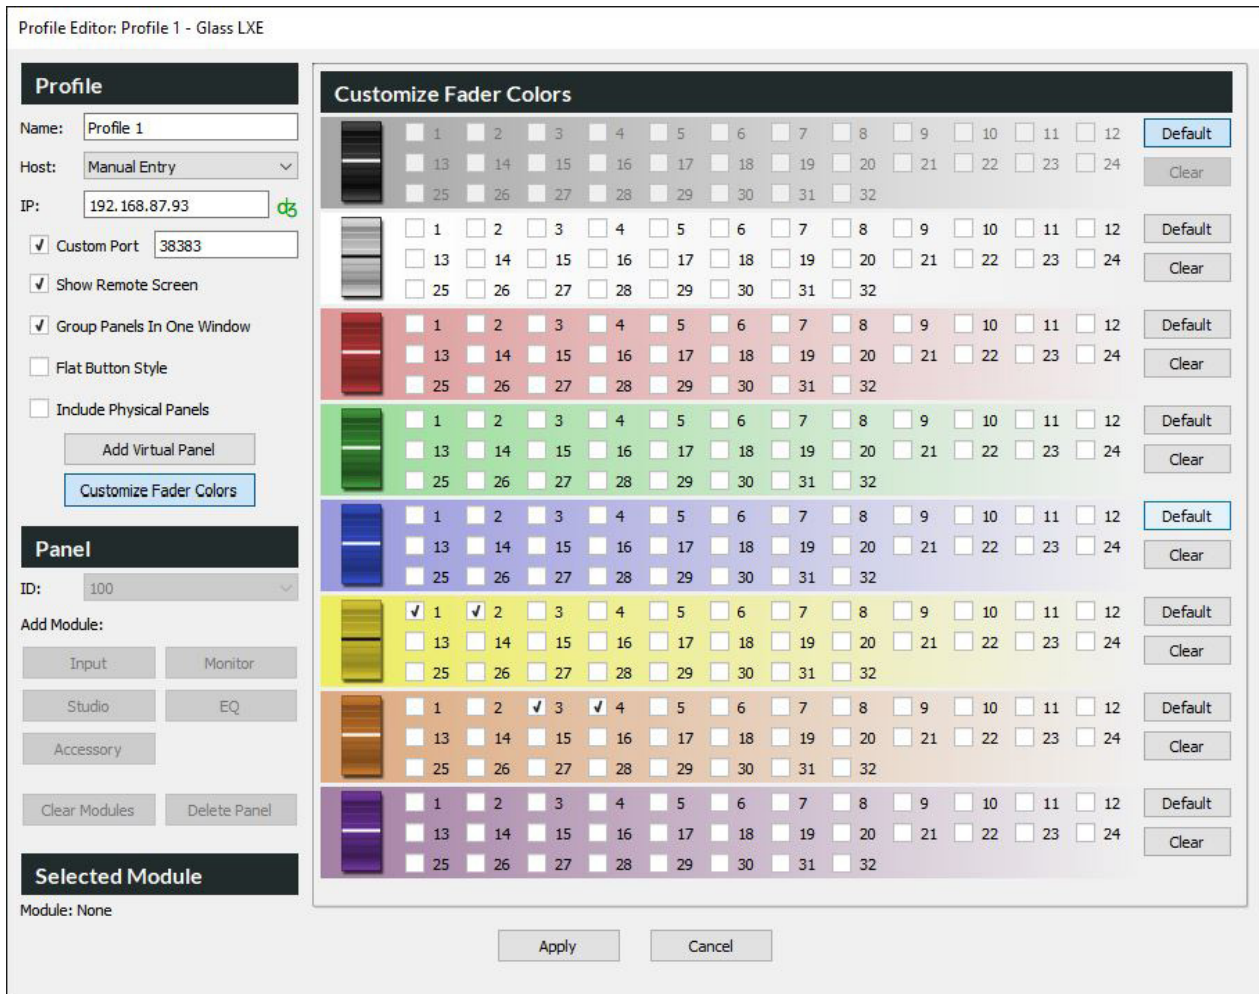 Profile Editor: Profile 1 - Glass LXE
Profile
Name: Profile 1
Host: Manual Entry
IP: 192.168.87.93
Custom Port 38383
Show Remote Screen
Group Panels In One Window
Flat Button Style
Include Physical Panels
Add Virtual Panel
Customize Fader Colors
Panel
ID: 100
Add Module:
Input Monitor
Studio EQ
Accessory
Clear Modules Delete Panel
Selected Module
Module: None
Customize Fader Colors
1 2 3 4 5 6 7 8 9 10 11 12 Default
13 14 15 16 17 18 19 20 21 22 23 24 Clear
25 26 27 28 29 30 31 32
1 2 3 4 5 6 7 8 9 10 11 12 Default
13 14 15 16 17 18 19 20 21 22 23 24 Clear
25 26 27 28 29 30 31 32
1 2 3 4 5 6 7 8 9 10 11 12 Default
13 14 15 16 17 18 19 20 21 22 23 24 Clear
25 26 27 28 29 30 31 32
1 2 3 4 5 6 7 8 9 10 11 12 Default
13 14 15 16 17 18 19 20 21 22 23 24 Clear
25 26 27 28 29 30 31 32
1 2 3 4 5 6 7 8 9 10 11 12 Default
13 14 15 16 17 18 19 20 21 22 23 24 Clear
25 26 27 28 29 30 31 32
1 2 3 4 5 6 7 8 9 10 11 12 Default
13 14 15 16 17 18 19 20 21 22 23 24 Clear
25 26 27 28 29 30 31 32
1 2 3 4 5 6 7 8 9 10 11 12 Default
13 14 15 16 17 18 19 20 21 22 23 24 Clear
25 26 27 28 29 30 31 32
1 2 3 4 5 6 7 8 9 10 11 12 Default
13 14 15 16 17 18 19 20 21 22 23 24 Clear
25 26 27 28 29 30 31 32
Apply Cancel